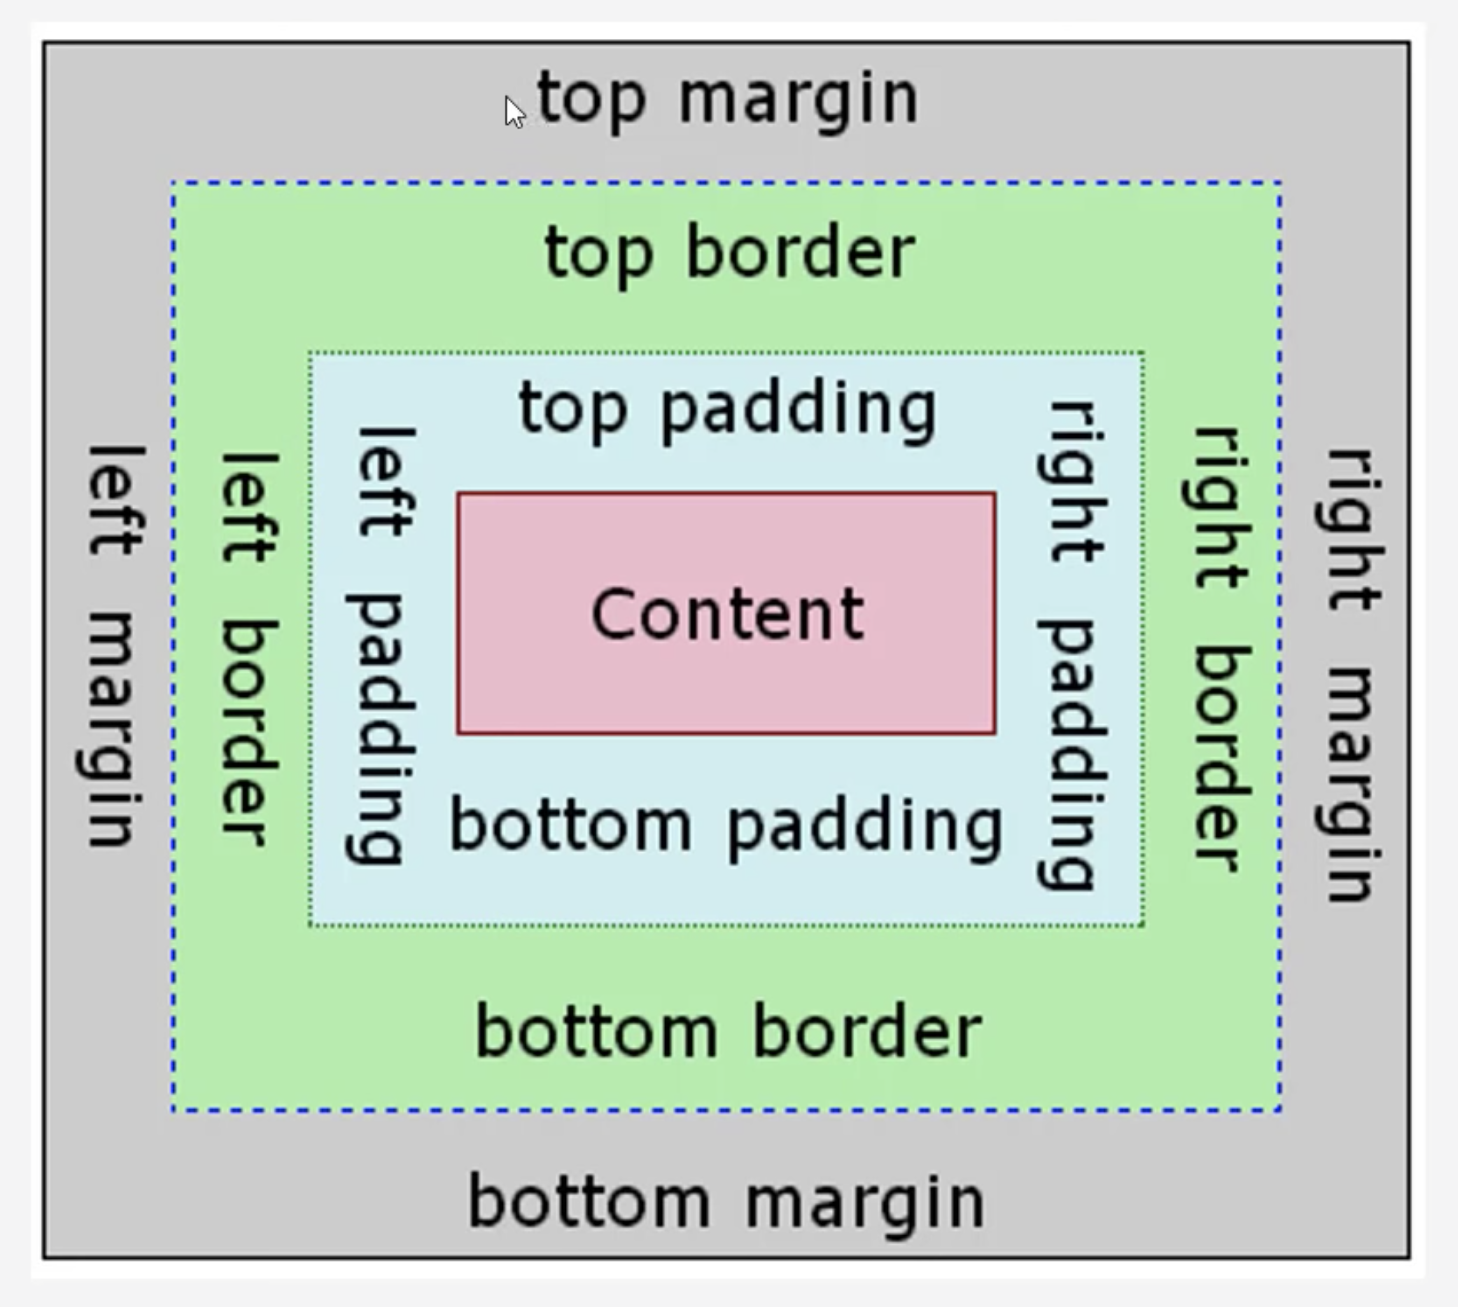 top margin
top border
top padding
left margin
left border
left padding
Content
right padding
right border
right margin
bottom padding
bottom border
bottom margin